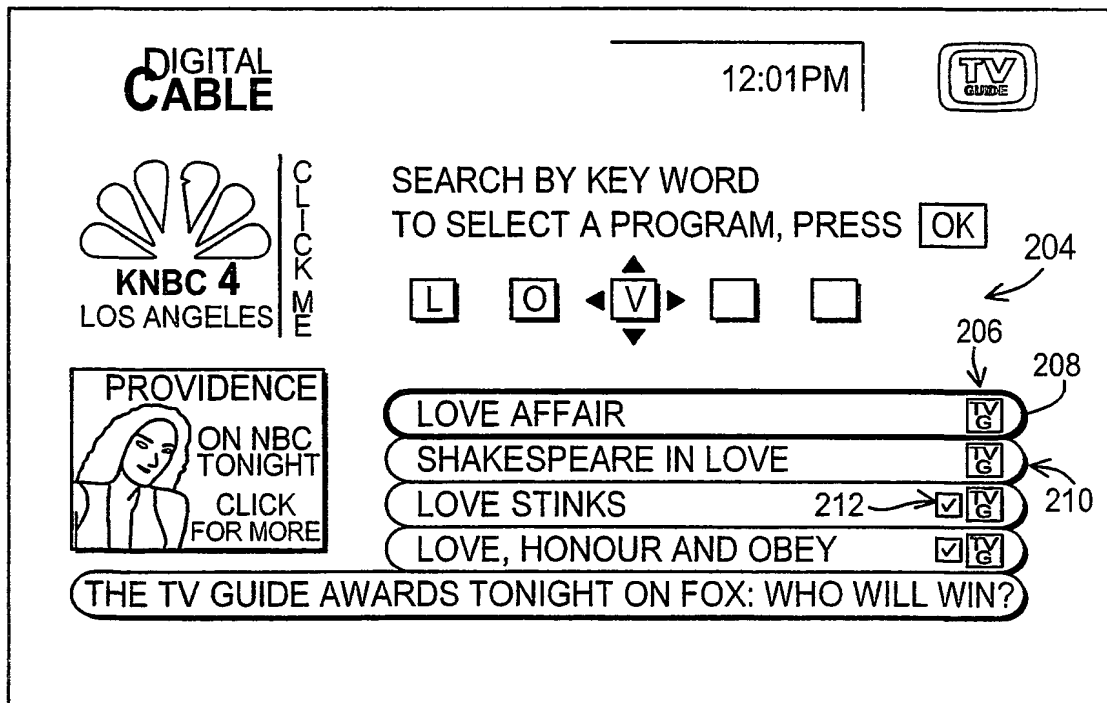 DIGITAL
CABLE
12:01PM
TV
GUIDE
CLICK ME
KNBC 4
LOS ANGELES
SEARCH BY KEY WORD
TO SELECT A PROGRAM, PRESS OK
L O V
204
206
208
PROVIDENCE
ON NBC
TONIGHT
CLICK
FOR MORE
LOVE AFFAIR TV G
SHAKESPEARE IN LOVE TV G
210
LOVE STINKS 212 TV G
LOVE, HONOUR AND OBEY TV G
THE TV GUIDE AWARDS TONIGHT ON FOX: WHO WILL WIN?